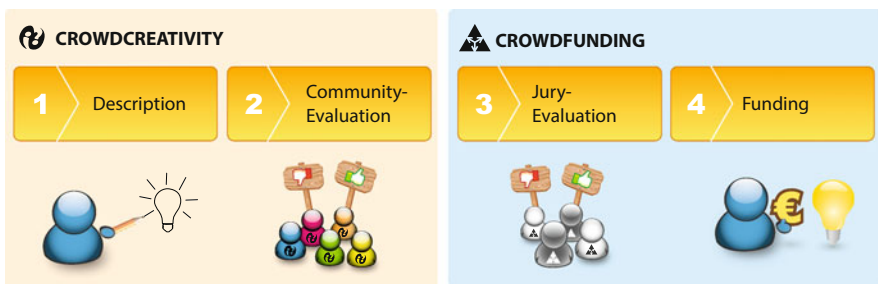 CROWDCREATIVITY
1 Description
2 Community-
Evaluation
CROWDFUNDING
3 Jury-
Evaluation
4 Funding
€